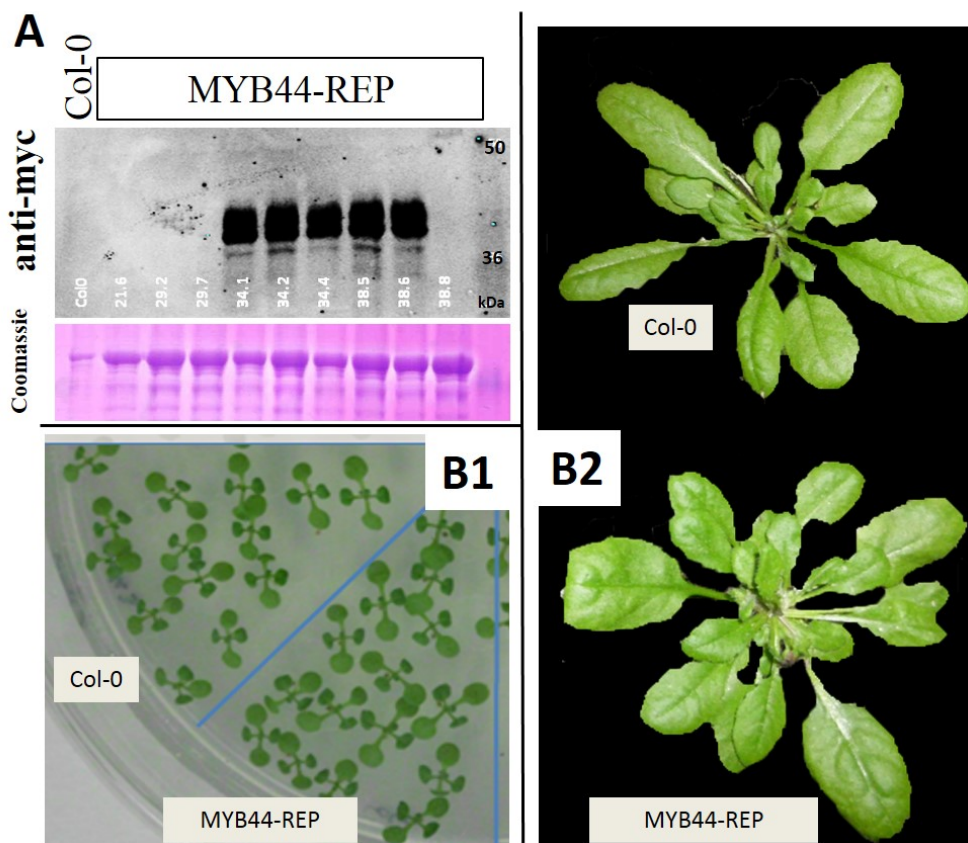 A
Col-0
MYB44-REP
anti-myc
50
36
kDa
Col0 21.6 29.2 29.7 34.1 34.2 34.4 38.5 38.6 38.8
Coomassie
Col-0
B1
Col-0
MYB44-REP
B2
MYB44-REP